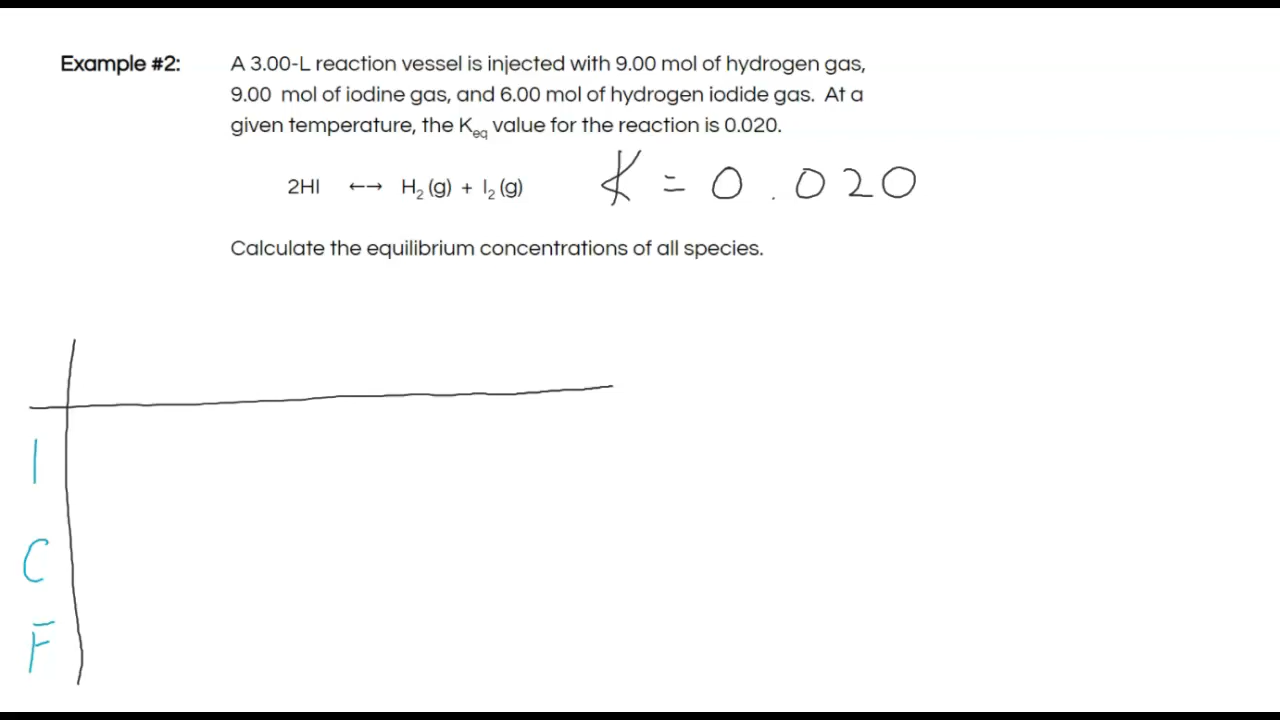 Example #2: A 3.00-L reaction vessel is injected with 9.00 mol of hydrogen gas,
9.00 mol of iodine gas, and 6.00 mol of hydrogen iodide gas. At a
given temperature, the Keq value for the reaction is 0.020.
2HI ←→ H2 (g) + I2 (g) K = 0.020
Calculate the equilibrium concentrations of all species.
I
C
F